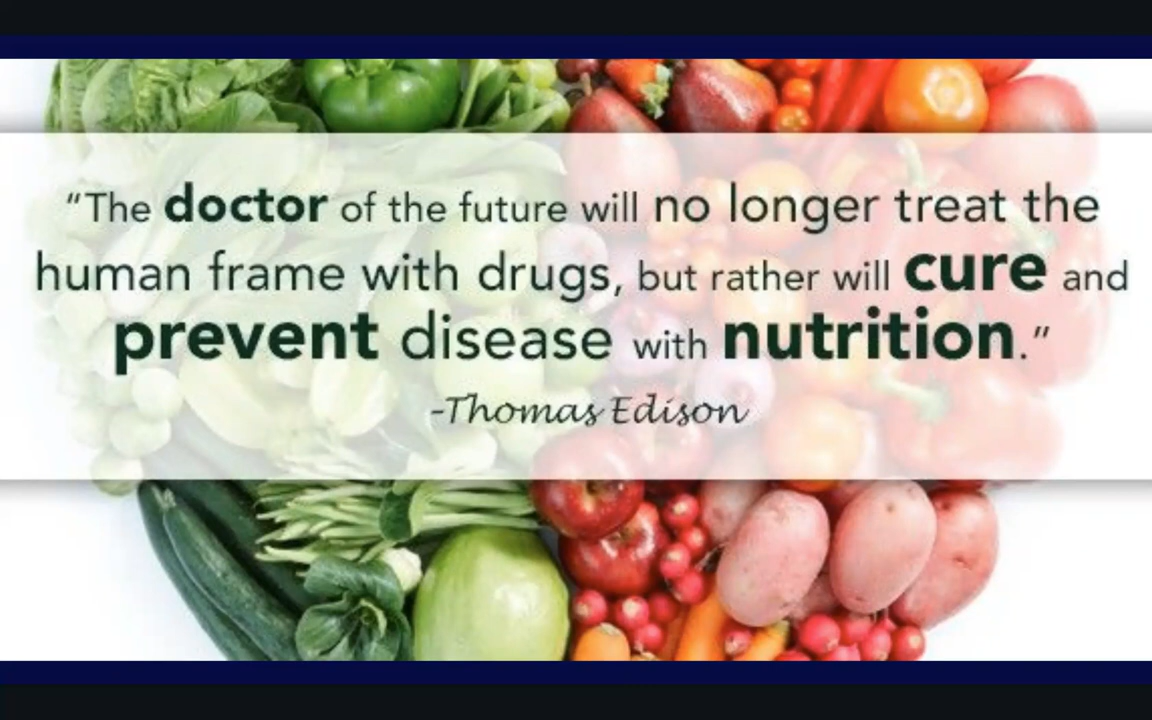 “The doctor of the future will no longer treat the
human frame with drugs, but rather will cure and
prevent disease with nutrition.”
-Thomas Edison